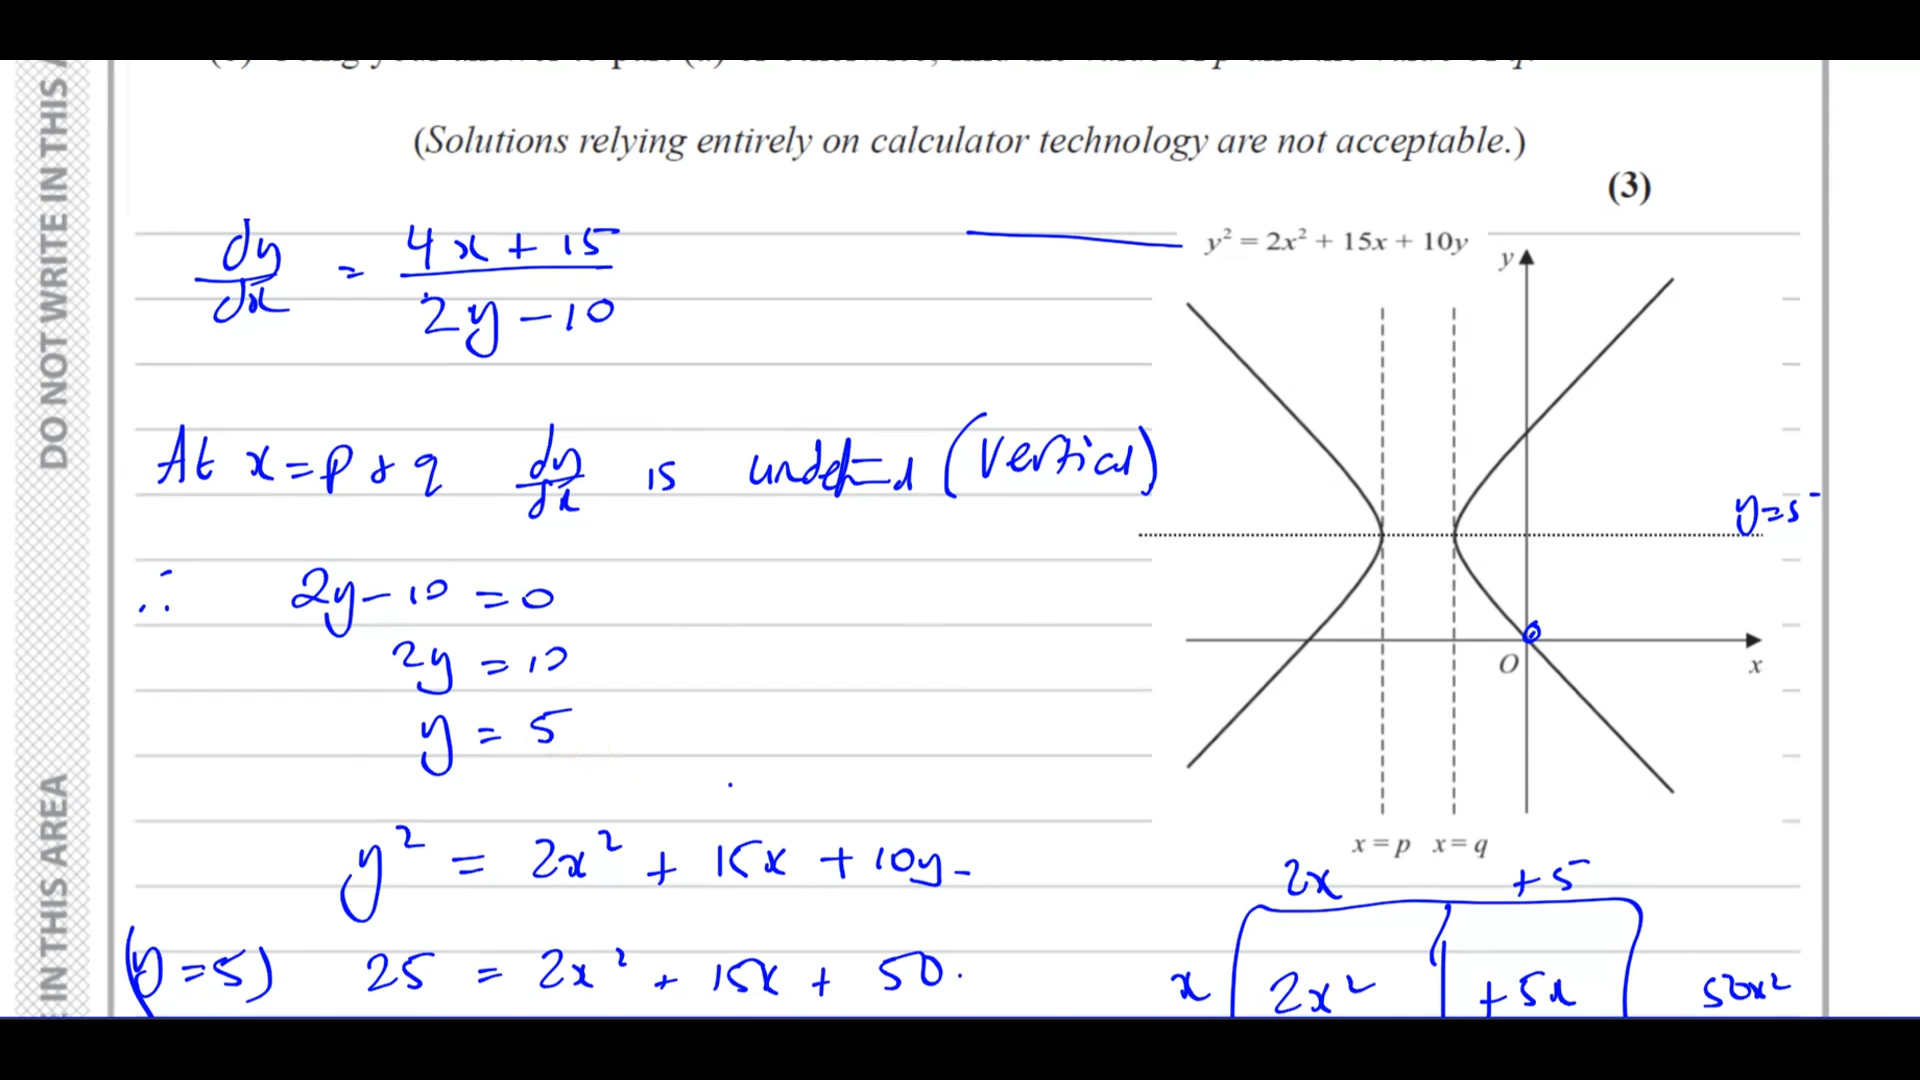 DO NOT WRITE IN THIS
IN THIS AREA
(Solutions relying entirely on calculator technology are not acceptable.)
(3)
dy/dx = (4x + 15)/(2y - 10)
y² = 2x² + 15x + 10y
y
At x = p & q dy/dx is (Vertical)
y=5
∴ 2y - 10 = 0
2y = 10
y = 5
O
x
x = p x = q
y² = 2x² + 15x + 10y
2x +5
(y=5) 25 = 2x² + 15x + 50.
x 2x² +5x 50x²